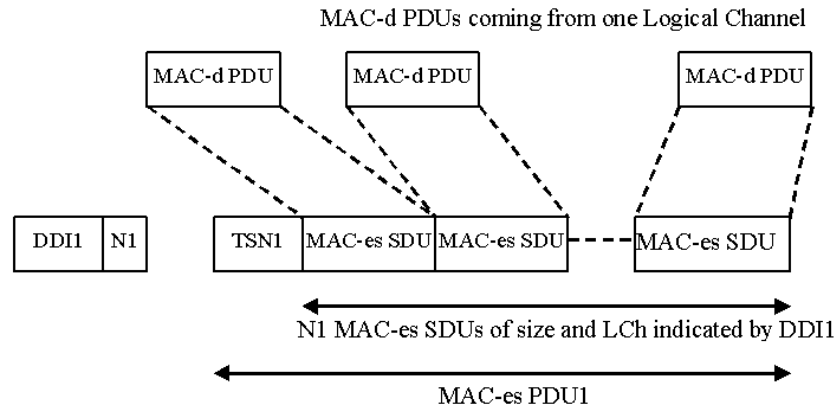 MAC-d PDUs coming from one Logical Channel
MAC-d PDU MAC-d PDU MAC-d PDU
DDI1 N1 TSN1 MAC-es SDU MAC-es SDU MAC-es SDU
N1 MAC-es SDUs of size and LCh indicated by DDI1
MAC-es PDU1